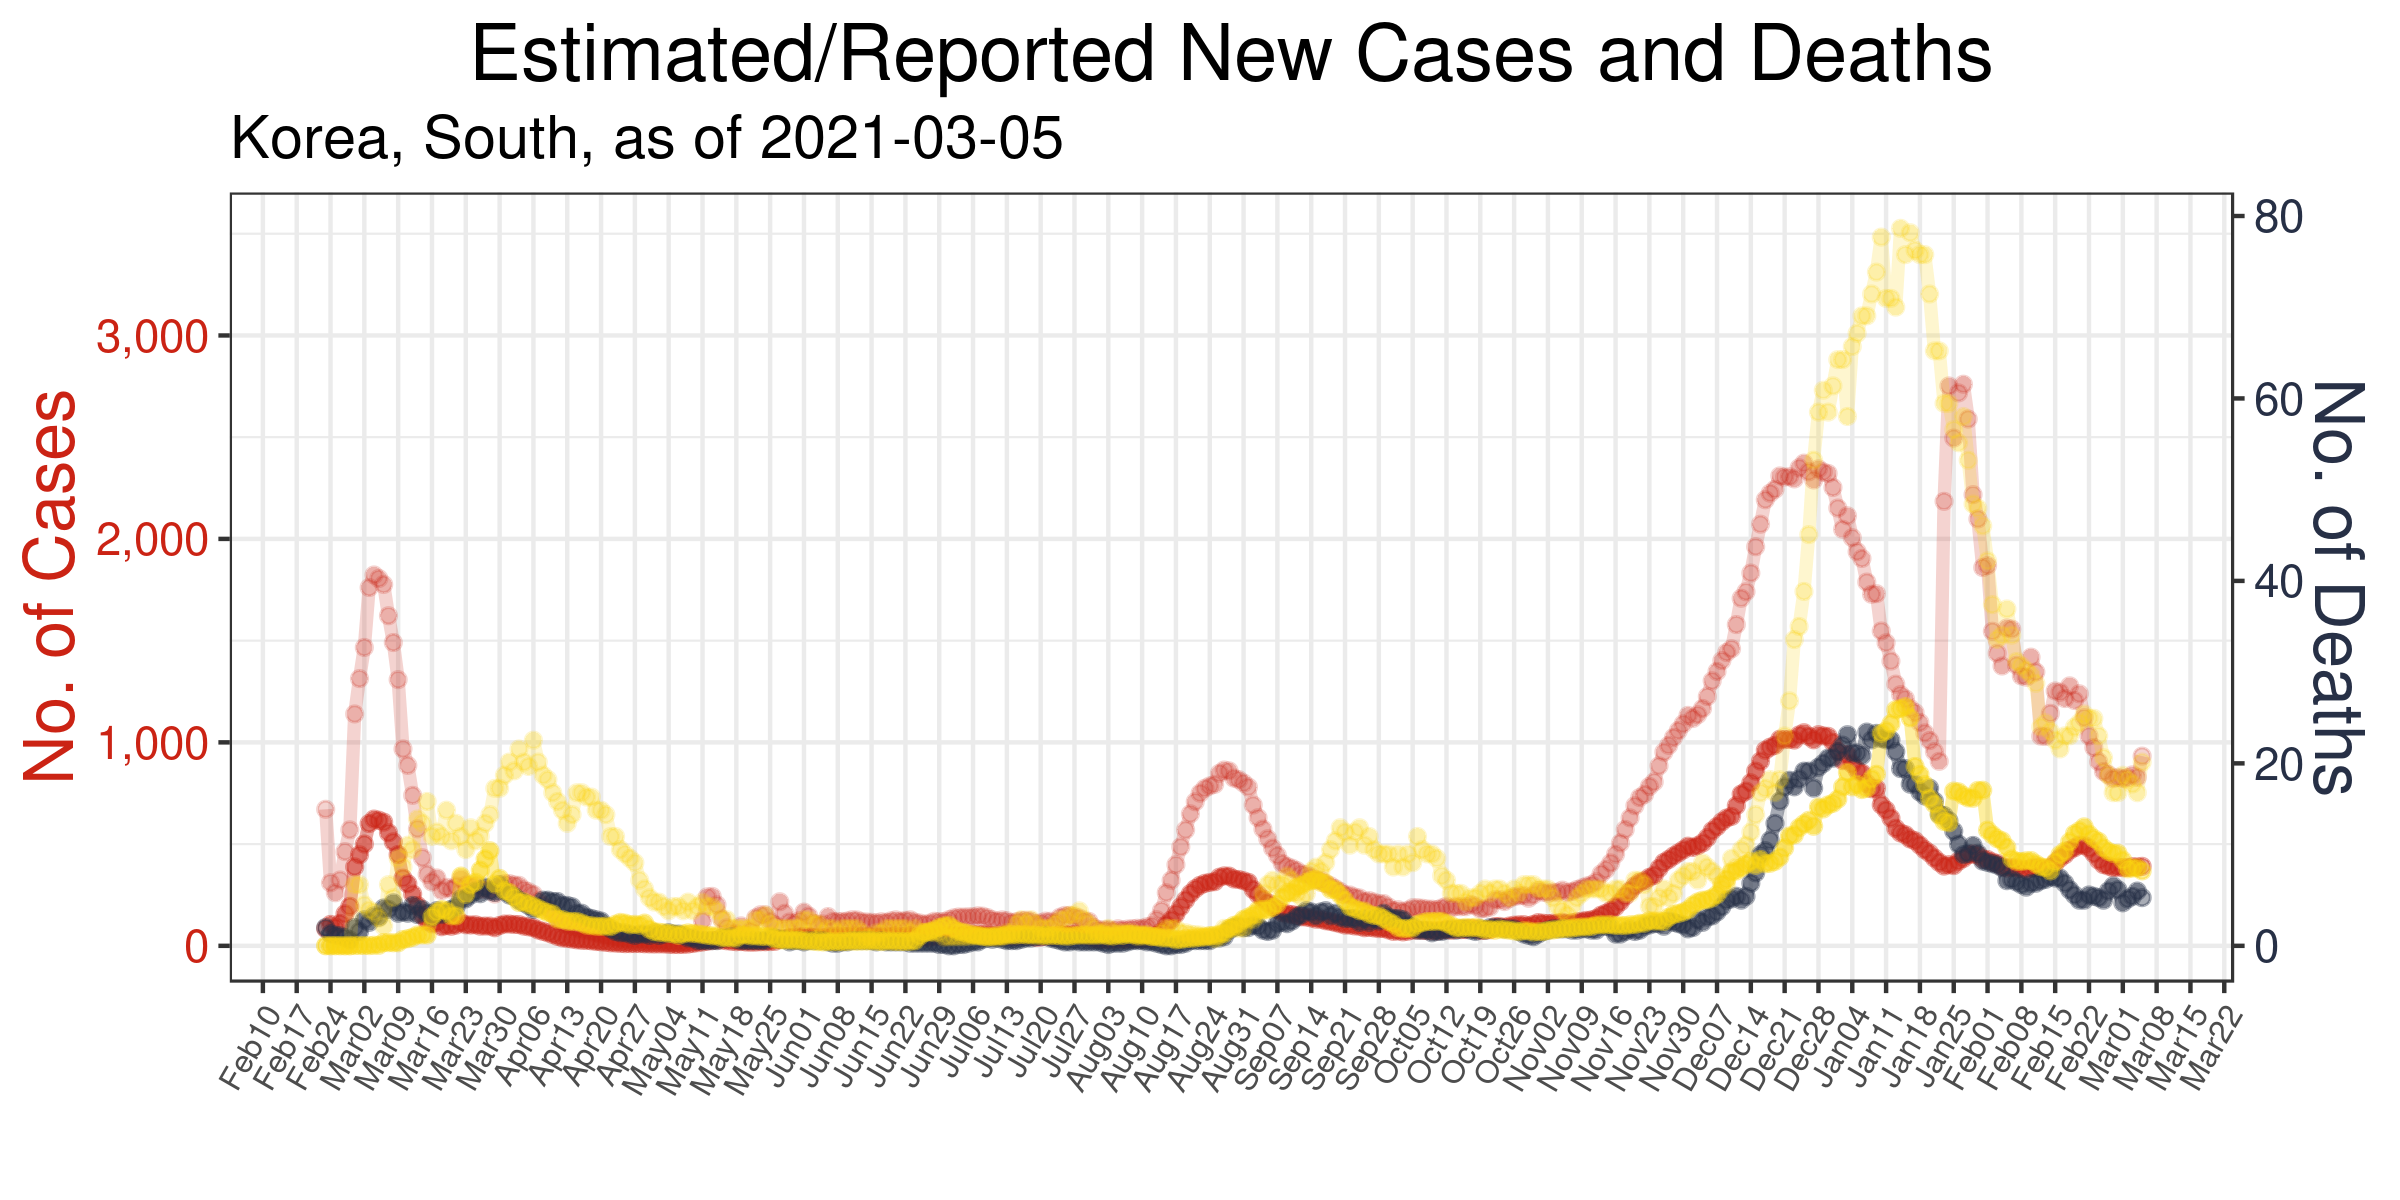 Estimated/Reported New Cases and Deaths
Korea, South, as of 2021-03-05
No. of Cases
3,000
2,000
1,000
0
No. of Deaths
80
60
40
20
0
Feb10
Feb17
Feb24
Mar02
Mar09
Mar16
Mar23
Mar30
Apr06
Apr13
Apr20
Apr27
May04
May11
May18
May25
Jun01
Jun08
Jun15
Jun22
Jun29
Jul06
Jul13
Jul20
Jul27
Aug03
Aug10
Aug17
Aug24
Aug31
Sep07
Sep14
Sep21
Sep28
Oct05
Oct12
Oct19
Oct26
Nov02
Nov09
Nov16
Nov23
Nov30
Dec07
Dec14
Dec21
Dec28
Jan04
Jan11
Jan18
Jan25
Feb01
Feb08
Feb15
Feb22
Mar01
Mar08
Mar15
Mar22